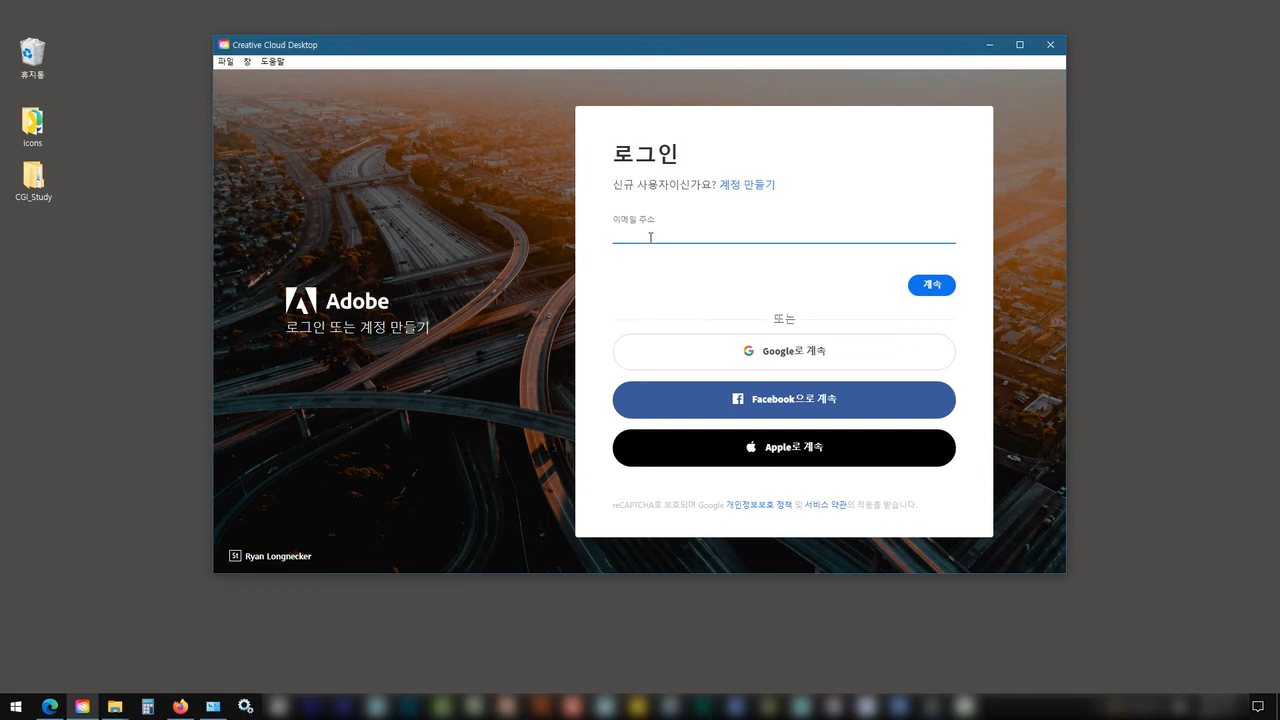 Creative Cloud Desktop
파일 창 도움말
휴지통
icons
CGI_Study
Adobe
로그인 또는 계정 만들기
St Ryan Longnecker
로그인
신규 사용자이신가요? 계정 만들기
이메일 주소
계속
또는
Google로 계속
Facebook으로 계속
Apple로 계속
reCAPTCHA로 보호되며 Google 개인정보보호 정책 및 서비스 약관의 적용을 받습니다.